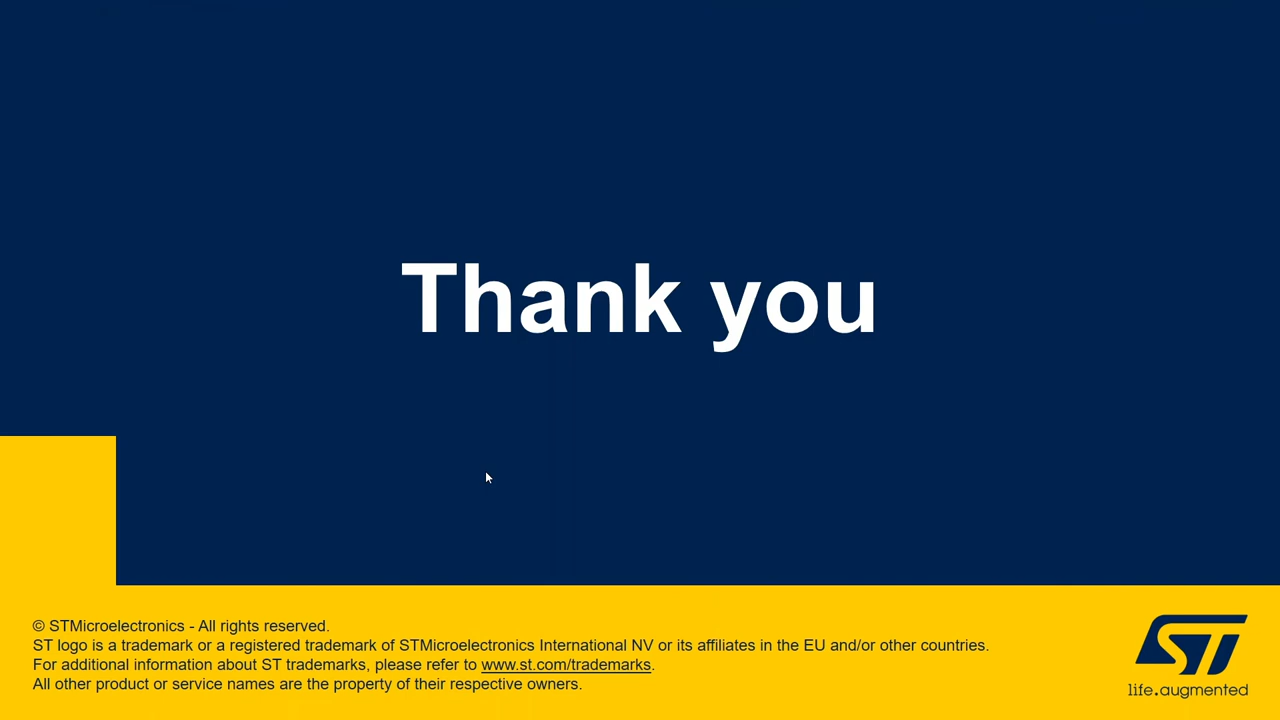 Thank you
© STMicroelectronics - All rights reserved.
ST logo is a trademark or a registered trademark of STMicroelectronics International NV or its affiliates in the EU and/or other countries.
For additional information about ST trademarks, please refer to www.st.com/trademarks.
All other product or service names are the property of their respective owners.
ST
life.augmented